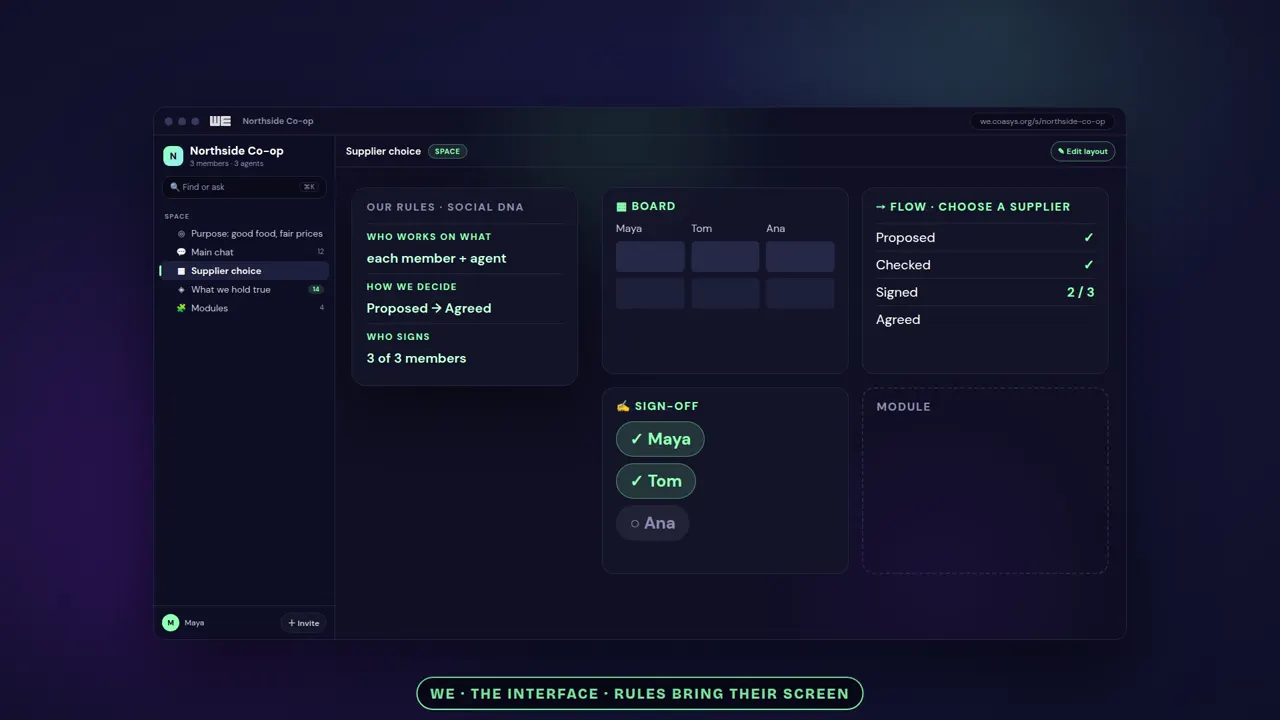 WE Northside Co-op
we.coasys.org/s/northside-co-op
N Northside Co-op
3 members · 3 agents
Find or ask ⌘K
SPACE
Purpose: good food, fair prices
Main chat 12
Supplier choice
What we hold true 14
Modules 4
M Maya
+ Invite
Supplier choice SPACE
✎ Edit layout
OUR RULES · SOCIAL DNA
WHO WORKS ON WHAT
each member + agent
HOW WE DECIDE
Proposed → Agreed
WHO SIGNS
3 of 3 members
BOARD
Maya Tom Ana
→ FLOW · CHOOSE A SUPPLIER
Proposed ✓
Checked ✓
Signed 2 / 3
Agreed
✍ SIGN-OFF
✓ Maya
✓ Tom
○ Ana
MODULE
WE · THE INTERFACE · RULES BRING THEIR SCREEN